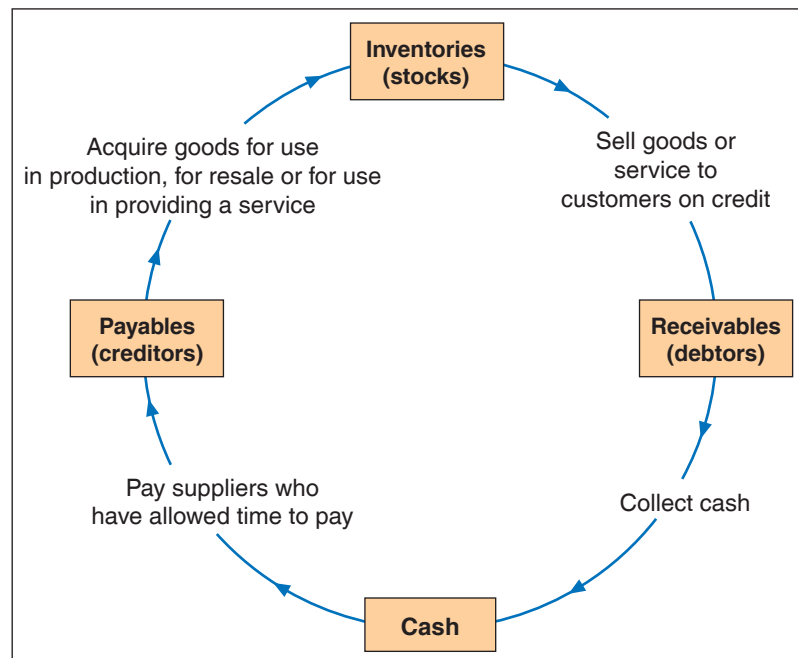 Inventories
(stocks)
Acquire goods for use
in production, for resale or for use
in providing a service
Sell goods or
service to
customers on credit
Payables
(creditors)
Receivables
(debtors)
Pay suppliers who
have allowed time to pay
Collect cash
Cash